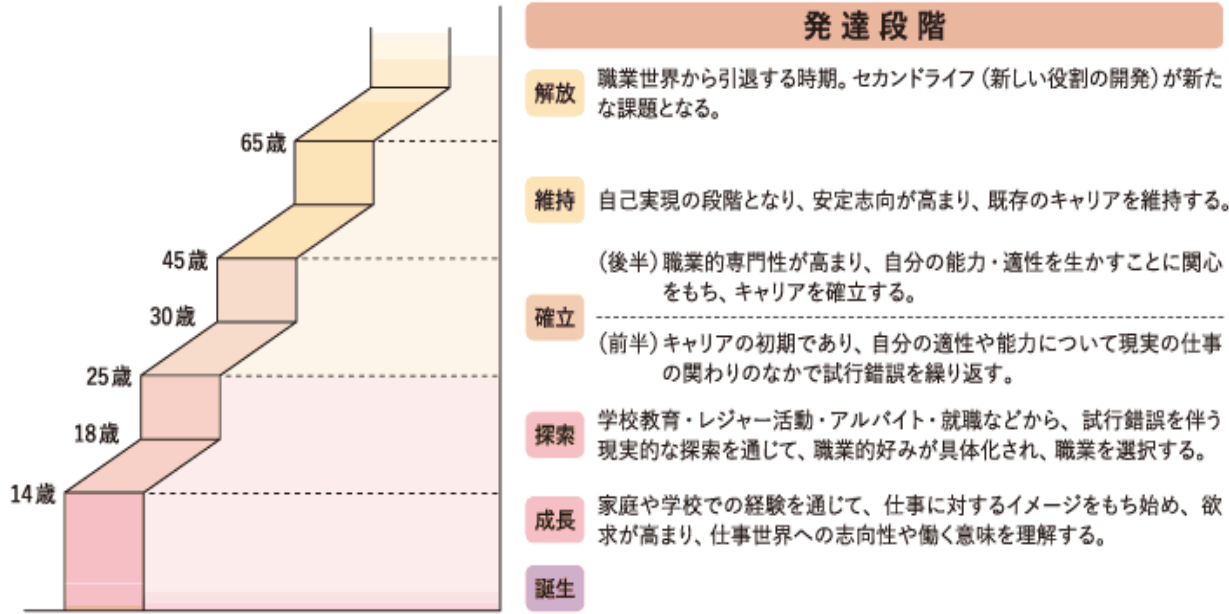 発達段階
解放
職業世界から引退する時期。セカンドライフ(新しい役割の開発)が新た
な課題となる。
65歳
維持
自己実現の段階となり、安定志向が高まり、既存のキャリアを維持する。
45歳
(後半)職業的専門性が高まり、自分の能力・適性を生かすことに関心
をもち、キャリアを確立する。
30歳
確立
(前半)キャリアの初期であり、自分の適性や能力について現実の仕事
の関わりのなかで試行錯誤を繰り返す。
25歳
18歳
探索
学校教育・レジャー活動・アルバイト・就職などから、試行錯誤を伴う
現実的な探索を通じて、職業的好みが具体化され、職業を選択する。
14歳
成長
家庭や学校での経験を通じて、仕事に対するイメージをもち始め、欲
求が高まり、仕事世界への志向性や働く意味を理解する。
誕生